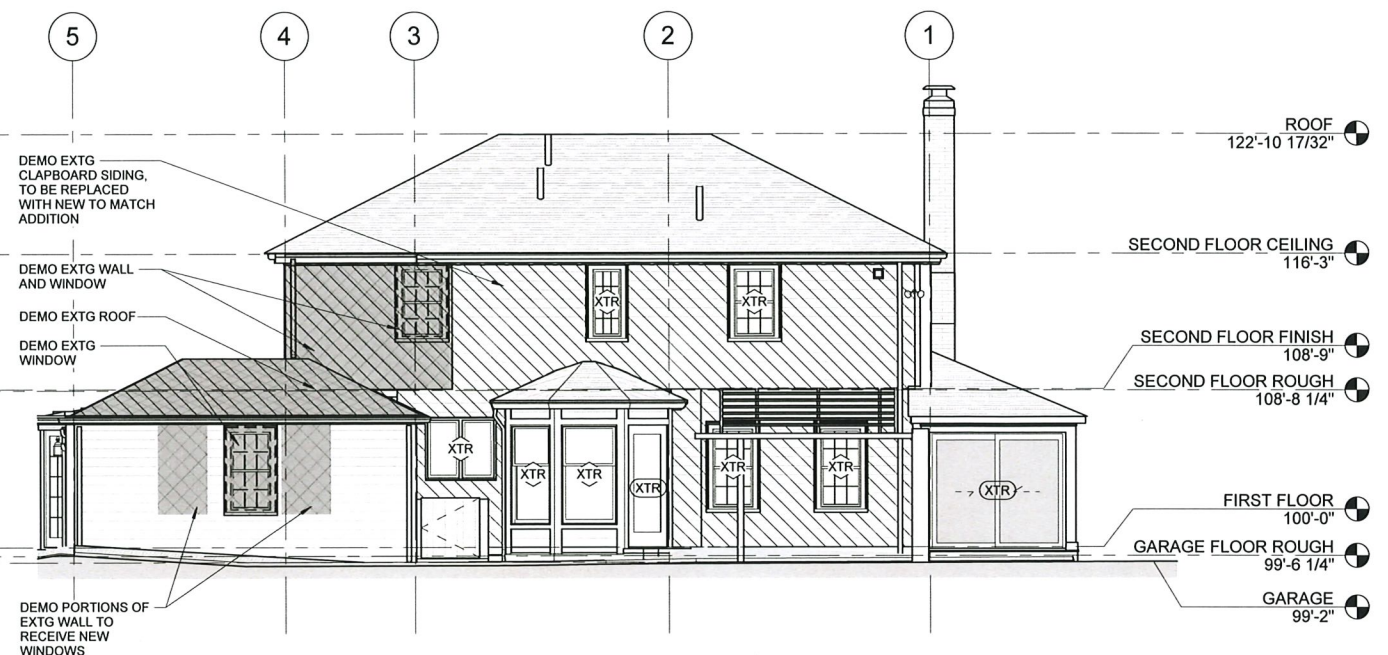 5
4
3
2
1
DEMO EXTG
CLAPBOARD SIDING,
TO BE REPLACED
WITH NEW TO MATCH
ADDITION
DEMO EXTG WALL
AND WINDOW
DEMO EXTG ROOF
DEMO EXTG
WINDOW
DEMO PORTIONS OF
EXTG WALL TO
RECEIVE NEW
WINDOWS
XTR
XTR
XTR
XTR
XTR
XTR
XTR
XTR
XTR
ROOF
122'-10 17/32"
SECOND FLOOR CEILING
116'-3"
SECOND FLOOR FINISH
108'-9"
SECOND FLOOR ROUGH
108'-8 1/4"
FIRST FLOOR
100'-0"
GARAGE FLOOR ROUGH
99'-6 1/4"
GARAGE
99'-2"